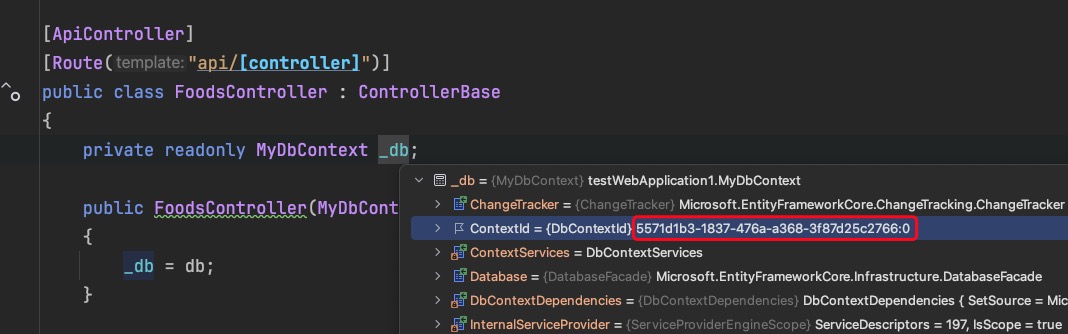 [ApiController]
[Route(template:"api/[controller]")]
public class FoodsController : ControllerBase
{
private readonly MyDbContext _db;
_db = {MyDbContext} testWebApplication1.MyDbContext
ChangeTracker = {ChangeTracker} Microsoft.EntityFrameworkCore.ChangeTracking.ChangeTracker
public FoodsController(MyDbCont
ContextId = {DbContextId} 5571d1b3-1837-476a-a368-3f87d25c2766:0
{
ContextServices = DbContextServices
_db = db;
Database = {DatabaseFacade} Microsoft.EntityFrameworkCore.Infrastructure.DatabaseFacade
}
DbContextDependencies = {DbContextDependencies} DbContextDependencies { SetSource = Mic
InternalServiceProvider = {ServiceProviderEngineScope} ServiceDescriptors = 197, IsScope = true